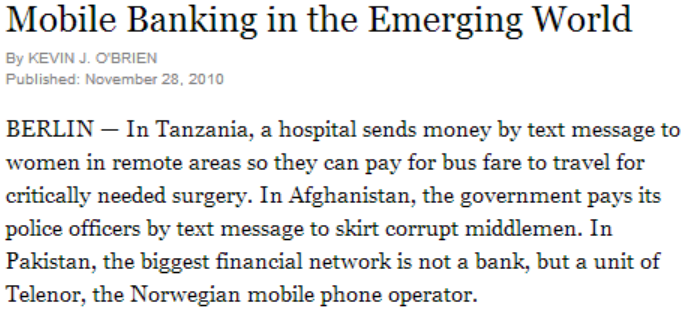 Mobile Banking in the Emerging World
By KEVIN J. O'BRIEN
Published: November 28, 2010
BERLIN — In Tanzania, a hospital sends money by text message to
women in remote areas so they can pay for bus fare to travel for
critically needed surgery. In Afghanistan, the government pays its
police officers by text message to skirt corrupt middlemen. In
Pakistan, the biggest financial network is not a bank, but a unit of
Telenor, the Norwegian mobile phone operator.